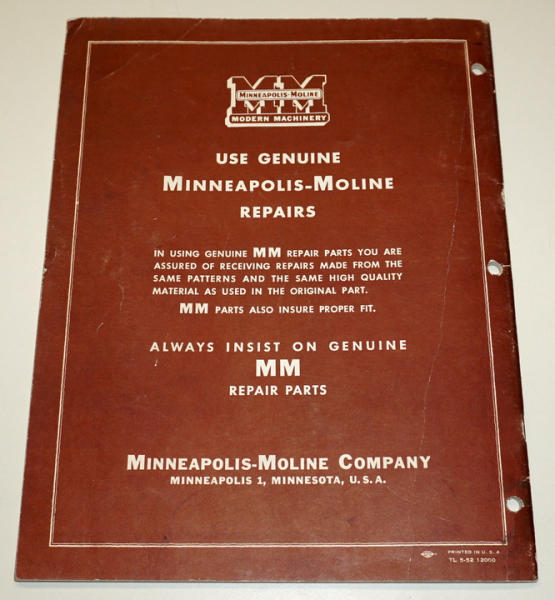 MM
MINNEAPOLIS-MOLINE
MODERN MACHINERY
USE GENUINE
MINNEAPOLIS-MOLINE
REPAIRS
IN USING GENUINE MM REPAIR PARTS YOU ARE
ASSURED OF RECEIVING REPAIRS MADE FROM THE
SAME PATTERNS AND THE SAME HIGH QUALITY
MATERIAL AS USED IN THE ORIGINAL PART.
MM PARTS ALSO INSURE PROPER FIT.
ALWAYS INSIST ON GENUINE
MM
REPAIR PARTS
MINNEAPOLIS-MOLINE COMPANY
MINNEAPOLIS 1, MINNESOTA, U.S.A.
PRINTED IN U.S.A
TL 5-52 12000